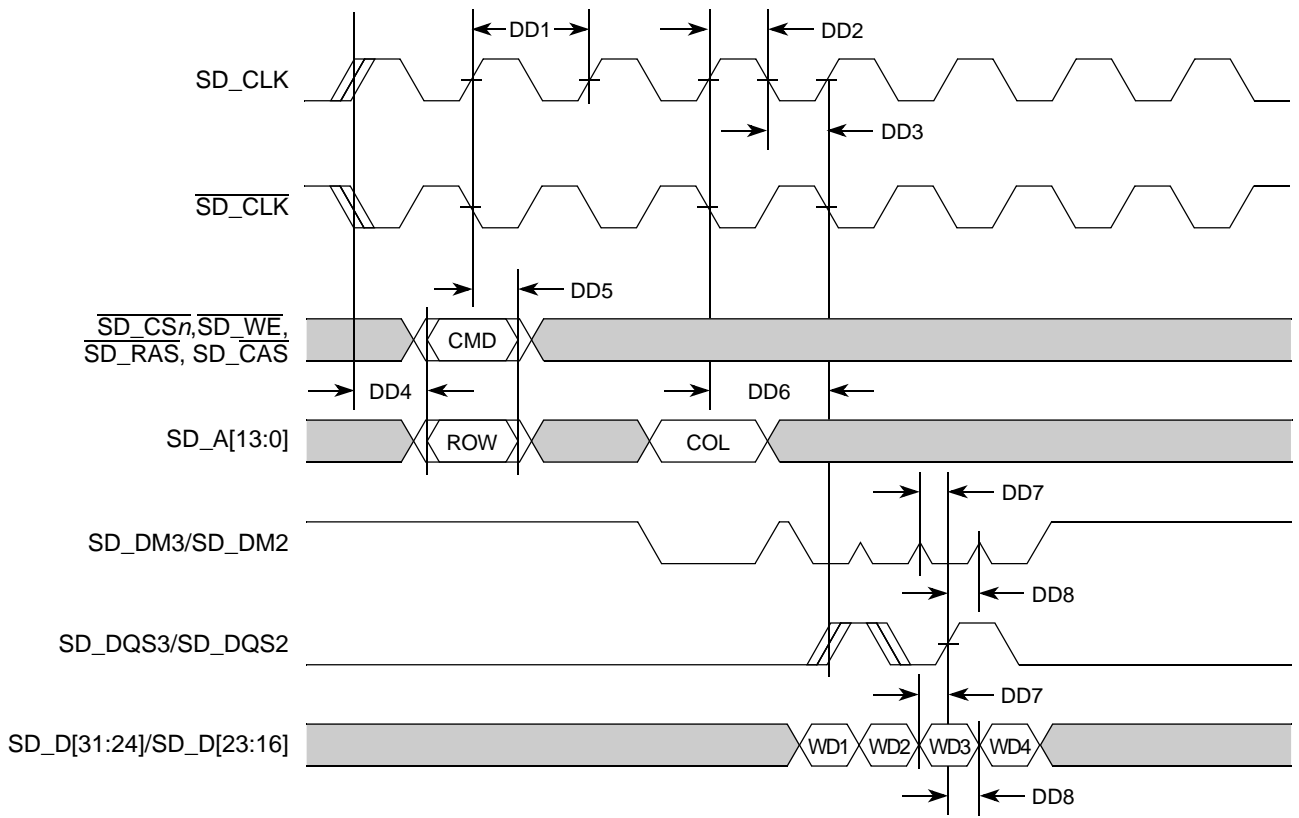 DD1
DD2
SD_CLK
DD3
SD_CLK
DD5
SD_CSn,SD_WE,
SD_RAS, SD_CAS
CMD
DD4
DD6
SD_A[13:0]
ROW
COL
DD7
SD_DM3/SD_DM2
DD8
SD_DQS3/SD_DQS2
DD7
SD_D[31:24]/SD_D[23:16]
WD1 WD2 WD3 WD4
DD8